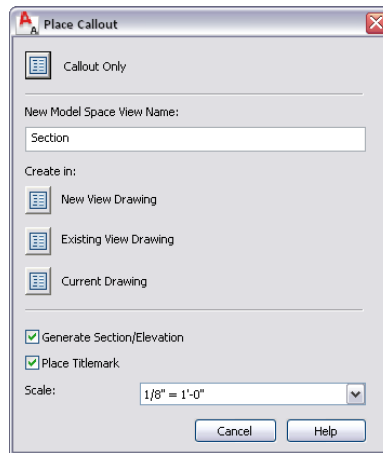 Place Callout
Callout Only
New Model Space View Name:
Section
Create in:
New View Drawing
Existing View Drawing
Current Drawing
Generate Section/Elevation
Place Titlemark
Scale: 1/8" = 1'-0"
Cancel Help